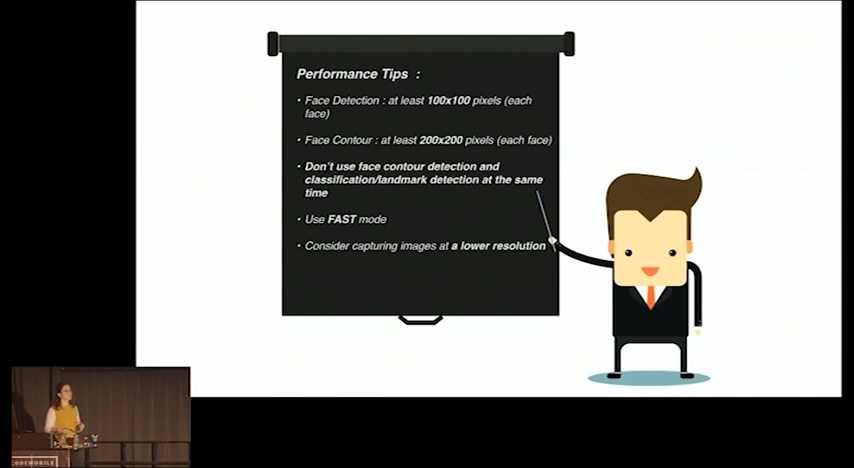 Performance Tips :
• Face Detection : at least 100x100 pixels (each
face)
• Face Contour : at least 200x200 pixels (each face)
• Don't use face contour detection and
classification/landmark detection at the same
time
• Use FAST mode
• Consider capturing images at a lower resolution
CODEMOBILE